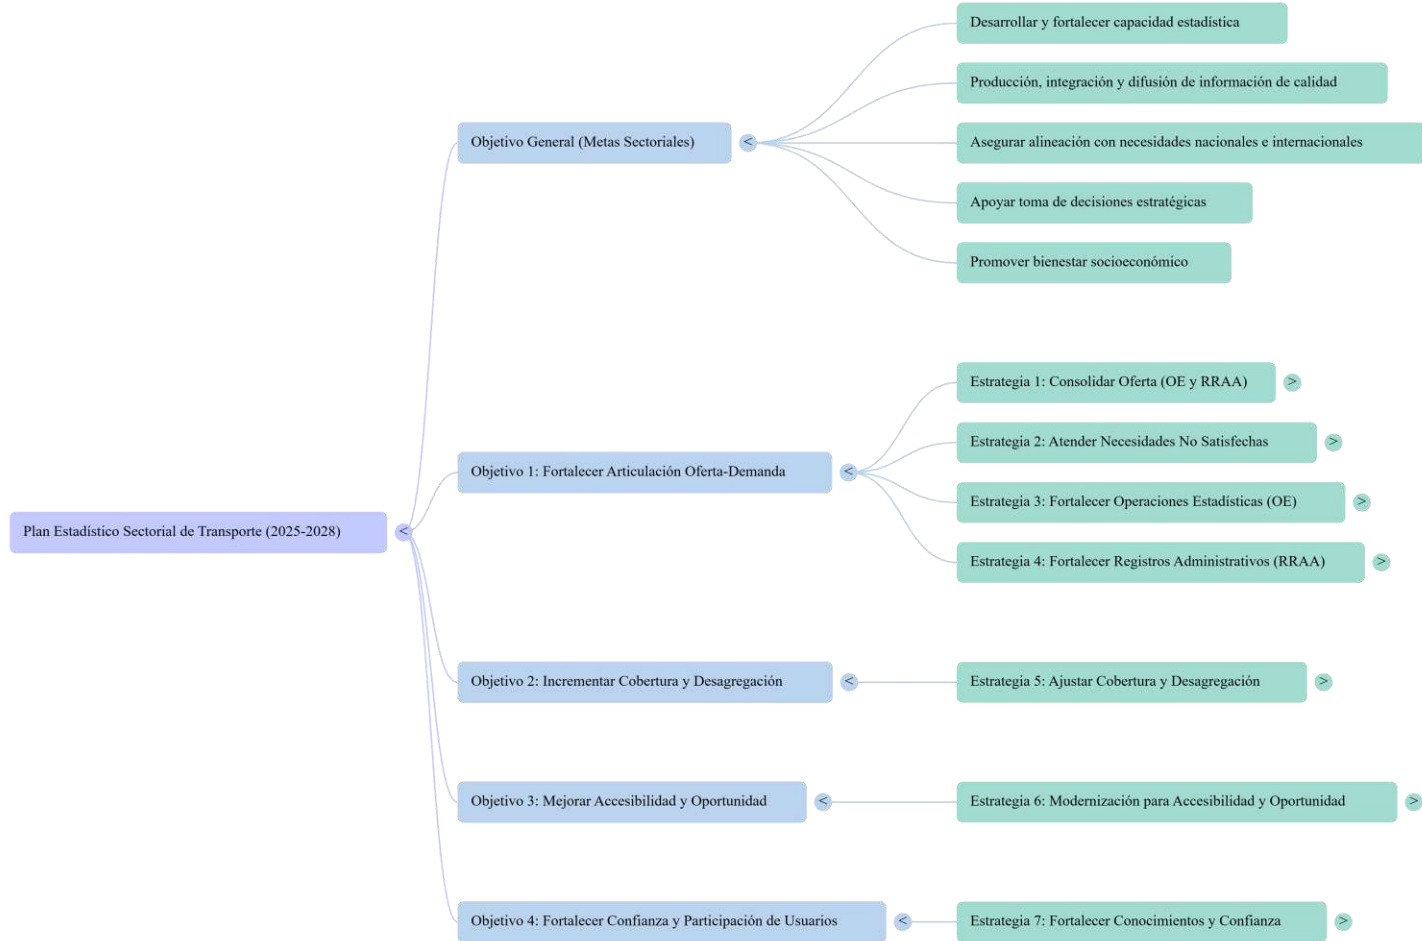 Plan Estadístico Sectorial de Transporte (2025-2028)
<
Objetivo General (Metas Sectoriales)
<
Desarrollar y fortalecer capacidad estadística
Producción, integración y difusión de información de calidad
Asegurar alineación con necesidades nacionales e internacionales
Apoyar toma de decisiones estratégicas
Promover bienestar socioeconómico
Objetivo 1: Fortalecer Articulación Oferta-Demanda
<
Estrategia 1: Consolidar Oferta (OE y RRAA)
>
Estrategia 2: Atender Necesidades No Satisfechas
>
Estrategia 3: Fortalecer Operaciones Estadísticas (OE)
>
Estrategia 4: Fortalecer Registros Administrativos (RRAA)
>
Objetivo 2: Incrementar Cobertura y Desagregación
<
Estrategia 5: Ajustar Cobertura y Desagregación
>
Objetivo 3: Mejorar Accesibilidad y Oportunidad
<
Estrategia 6: Modernización para Accesibilidad y Oportunidad
>
Objetivo 4: Fortalecer Confianza y Participación de Usuarios
<
Estrategia 7: Fortalecer Conocimientos y Confianza
>